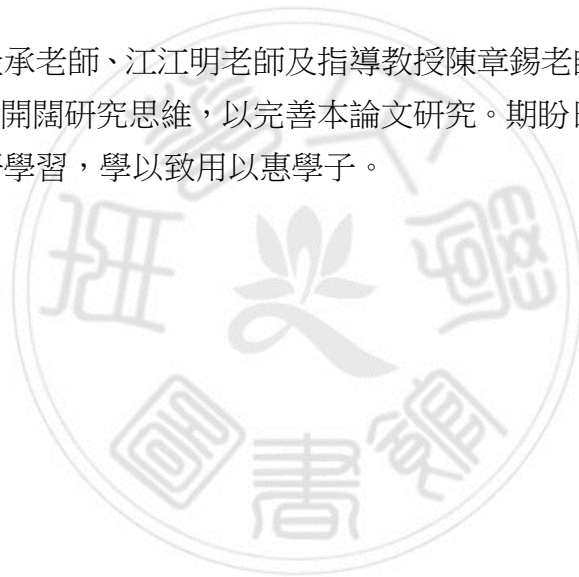 承老師、江江明老師及指導教授陳章錫老師
開闊研究思維，以完善本論文研究。期盼
學習，學以致用以惠學子。